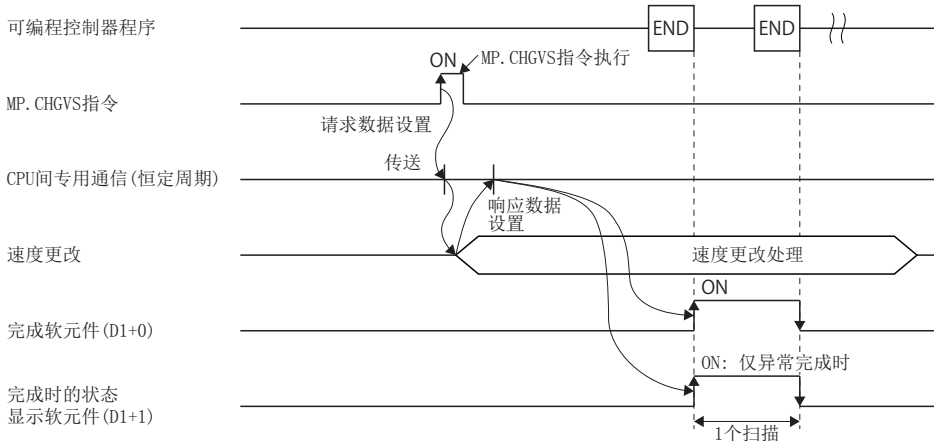 可编程控制器程序
END
END
ON
MP.CHGVS指令执行
MP.CHGVS指令
请求数据设置
传送
CPU间专用通信(恒定周期)
响应数据
设置
速度更改
速度更改处理
ON
完成软元件(D1+0)
ON: 仅异常完成时
完成时的状态
显示软元件(D1+1)
1个扫描